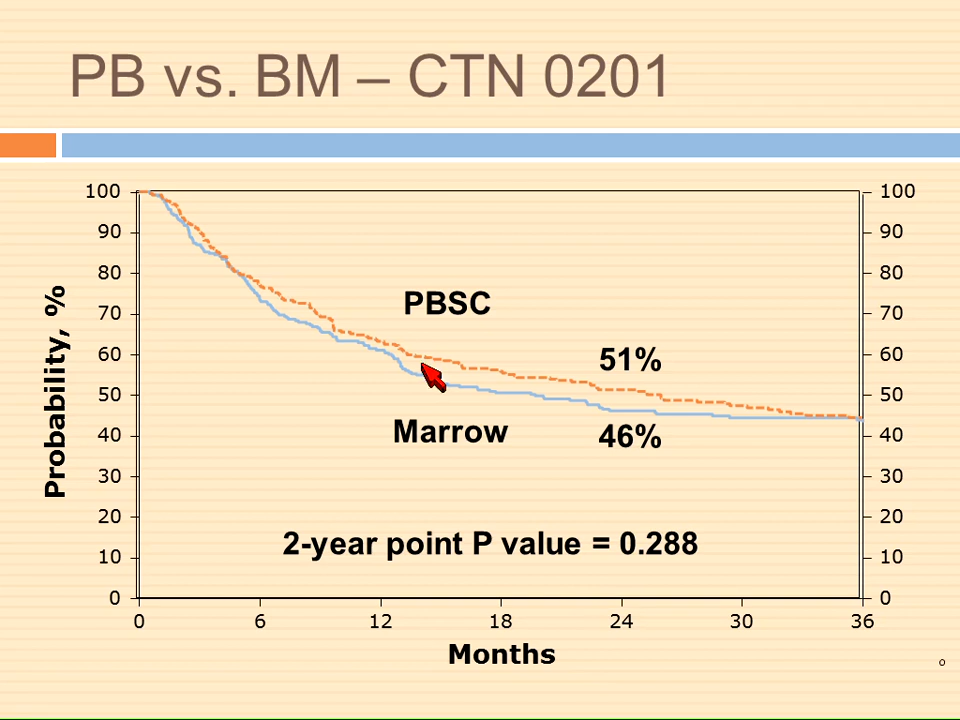 PB vs. BM – CTN 0201
100 100
90 90
80 80
PBSC
70 70
51%
60 60
50 50
Marrow 46%
40 40
30 30
20 20
2-year point P value = 0.288
10 10
0 0
Probability, %
0 6 12 18 24 30 36
Months